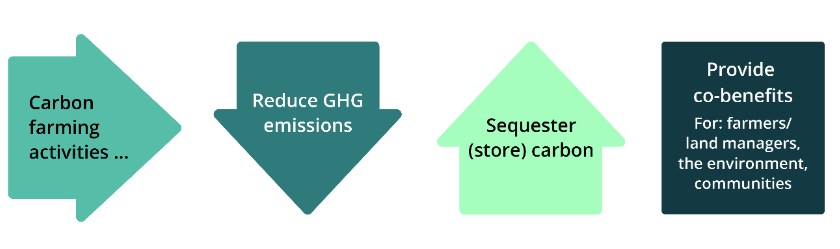 Carbon
farming
activities ...
Reduce GHG
emissions
Sequester
(store) carbon
Provide
co-benefits
For: farmers/
land managers,
the environment,
communities